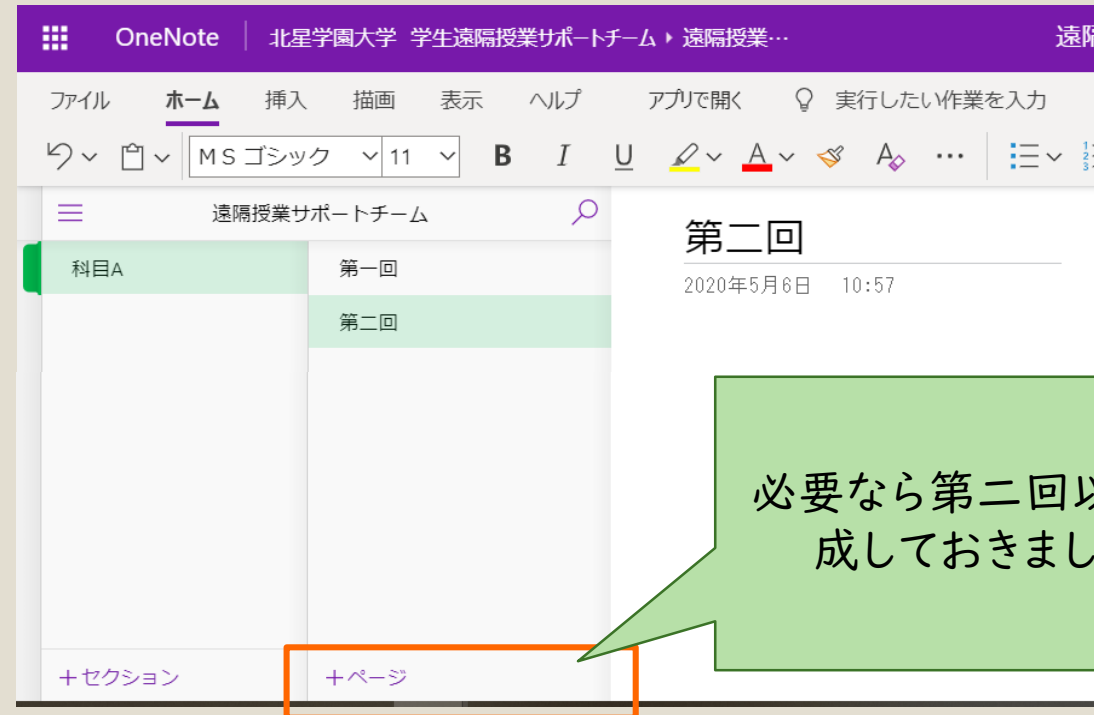 OneNote 北星学園大学 学生遠隔授業サポートチーム 遠隔授業… 遠隔
ファイル ホーム 挿入 描画 表示 ヘルプ アプリで開く 実行したい作業を入力
ＭＳ ゴシック 11 B I U A A …
遠隔授業サポートチーム
科目A
第一回
第二回
第二回
2020年5月6日 10:57
必要なら第二回以
成しておきまし
+セクション
+ページ